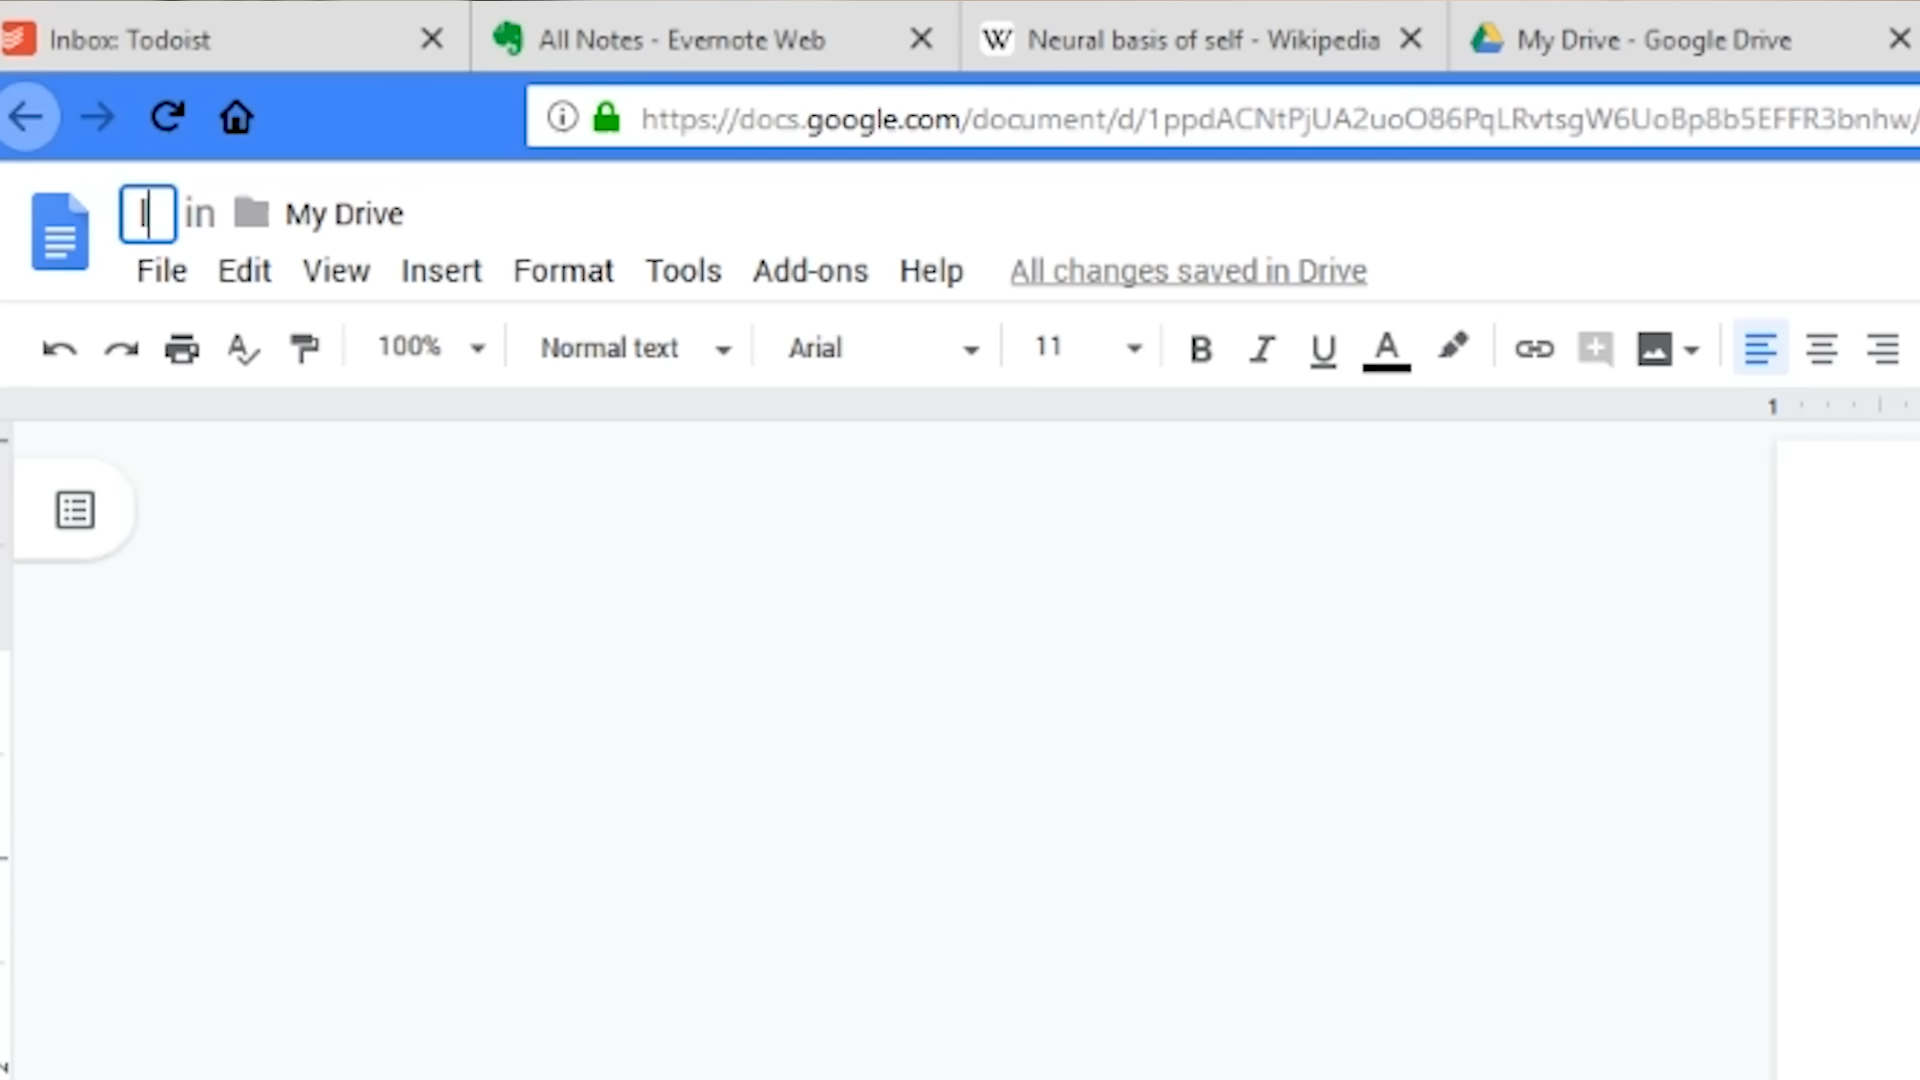 Inbox: Todoist
All Notes - Evernote Web
W Neural basis of self - Wikipedia
My Drive - Google Drive
https://docs.google.com/document/d/1ppdACNtPjUA2uoO86PqLRvtsgW6UoBp8b5EFFR3bnhw/
I in My Drive
File Edit View Insert Format Tools Add-ons Help All changes saved in Drive
100% Normal text Arial 11 B I U A
1